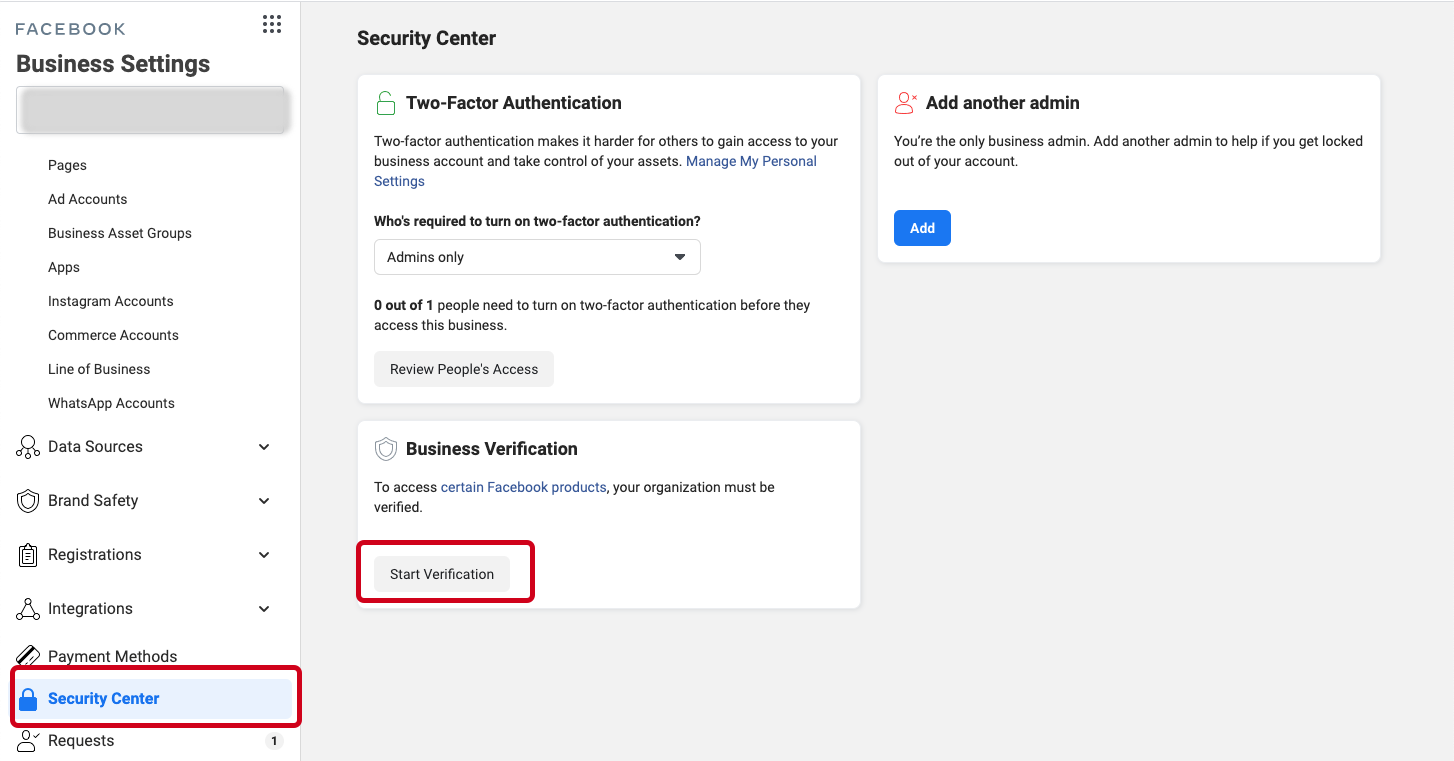 FACEBOOK
Business Settings
Pages
Ad Accounts
Business Asset Groups
Apps
Instagram Accounts
Commerce Accounts
Line of Business
WhatsApp Accounts
Data Sources
Brand Safety
Registrations
Integrations
Payment Methods
Security Center
Requests 1
Security Center
Two-Factor Authentication
Two-factor authentication makes it harder for others to gain access to your
business account and take control of your assets. Manage My Personal
Settings
Who's required to turn on two-factor authentication?
Admins only
0 out of 1 people need to turn on two-factor authentication before they
access this business.
Review People's Access
Business Verification
To access certain Facebook products, your organization must be
verified.
Start Verification
Add another admin
You’re the only business admin. Add another admin to help if you get locked
out of your account.
Add